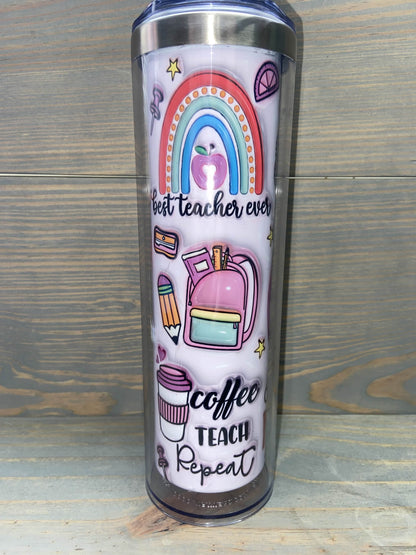 best teacher ever
coffee
TEACH
Repeat